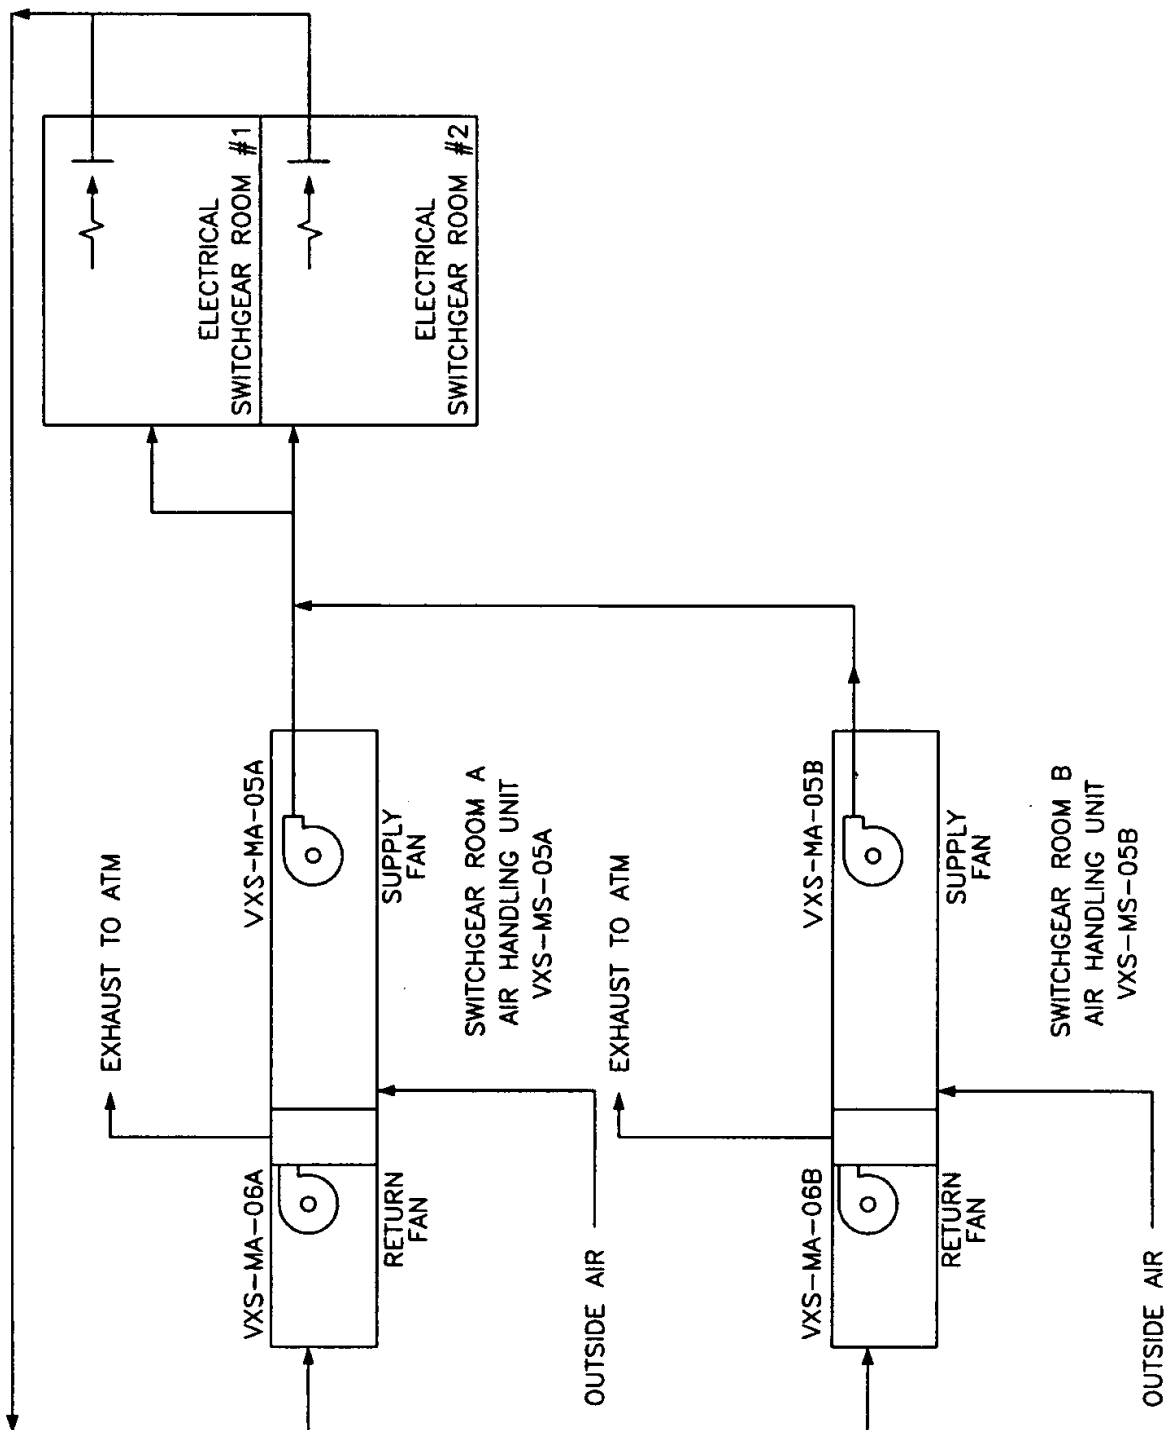 ELECTRICAL
SWITCHGEAR ROOM #1
ELECTRICAL
SWITCHGEAR ROOM #2
EXHAUST TO ATM
VXS-MA-06A
VXS-MA-05A
RETURN
FAN
SUPPLY
FAN
SWITCHGEAR ROOM A
AIR HANDLING UNIT
VXS-MS-05A
OUTSIDE AIR
EXHAUST TO ATM
VXS-MA-06B
VXS-MA-05B
RETURN
FAN
SUPPLY
FAN
SWITCHGEAR ROOM B
AIR HANDLING UNIT
VXS-MS-05B
OUTSIDE AIR